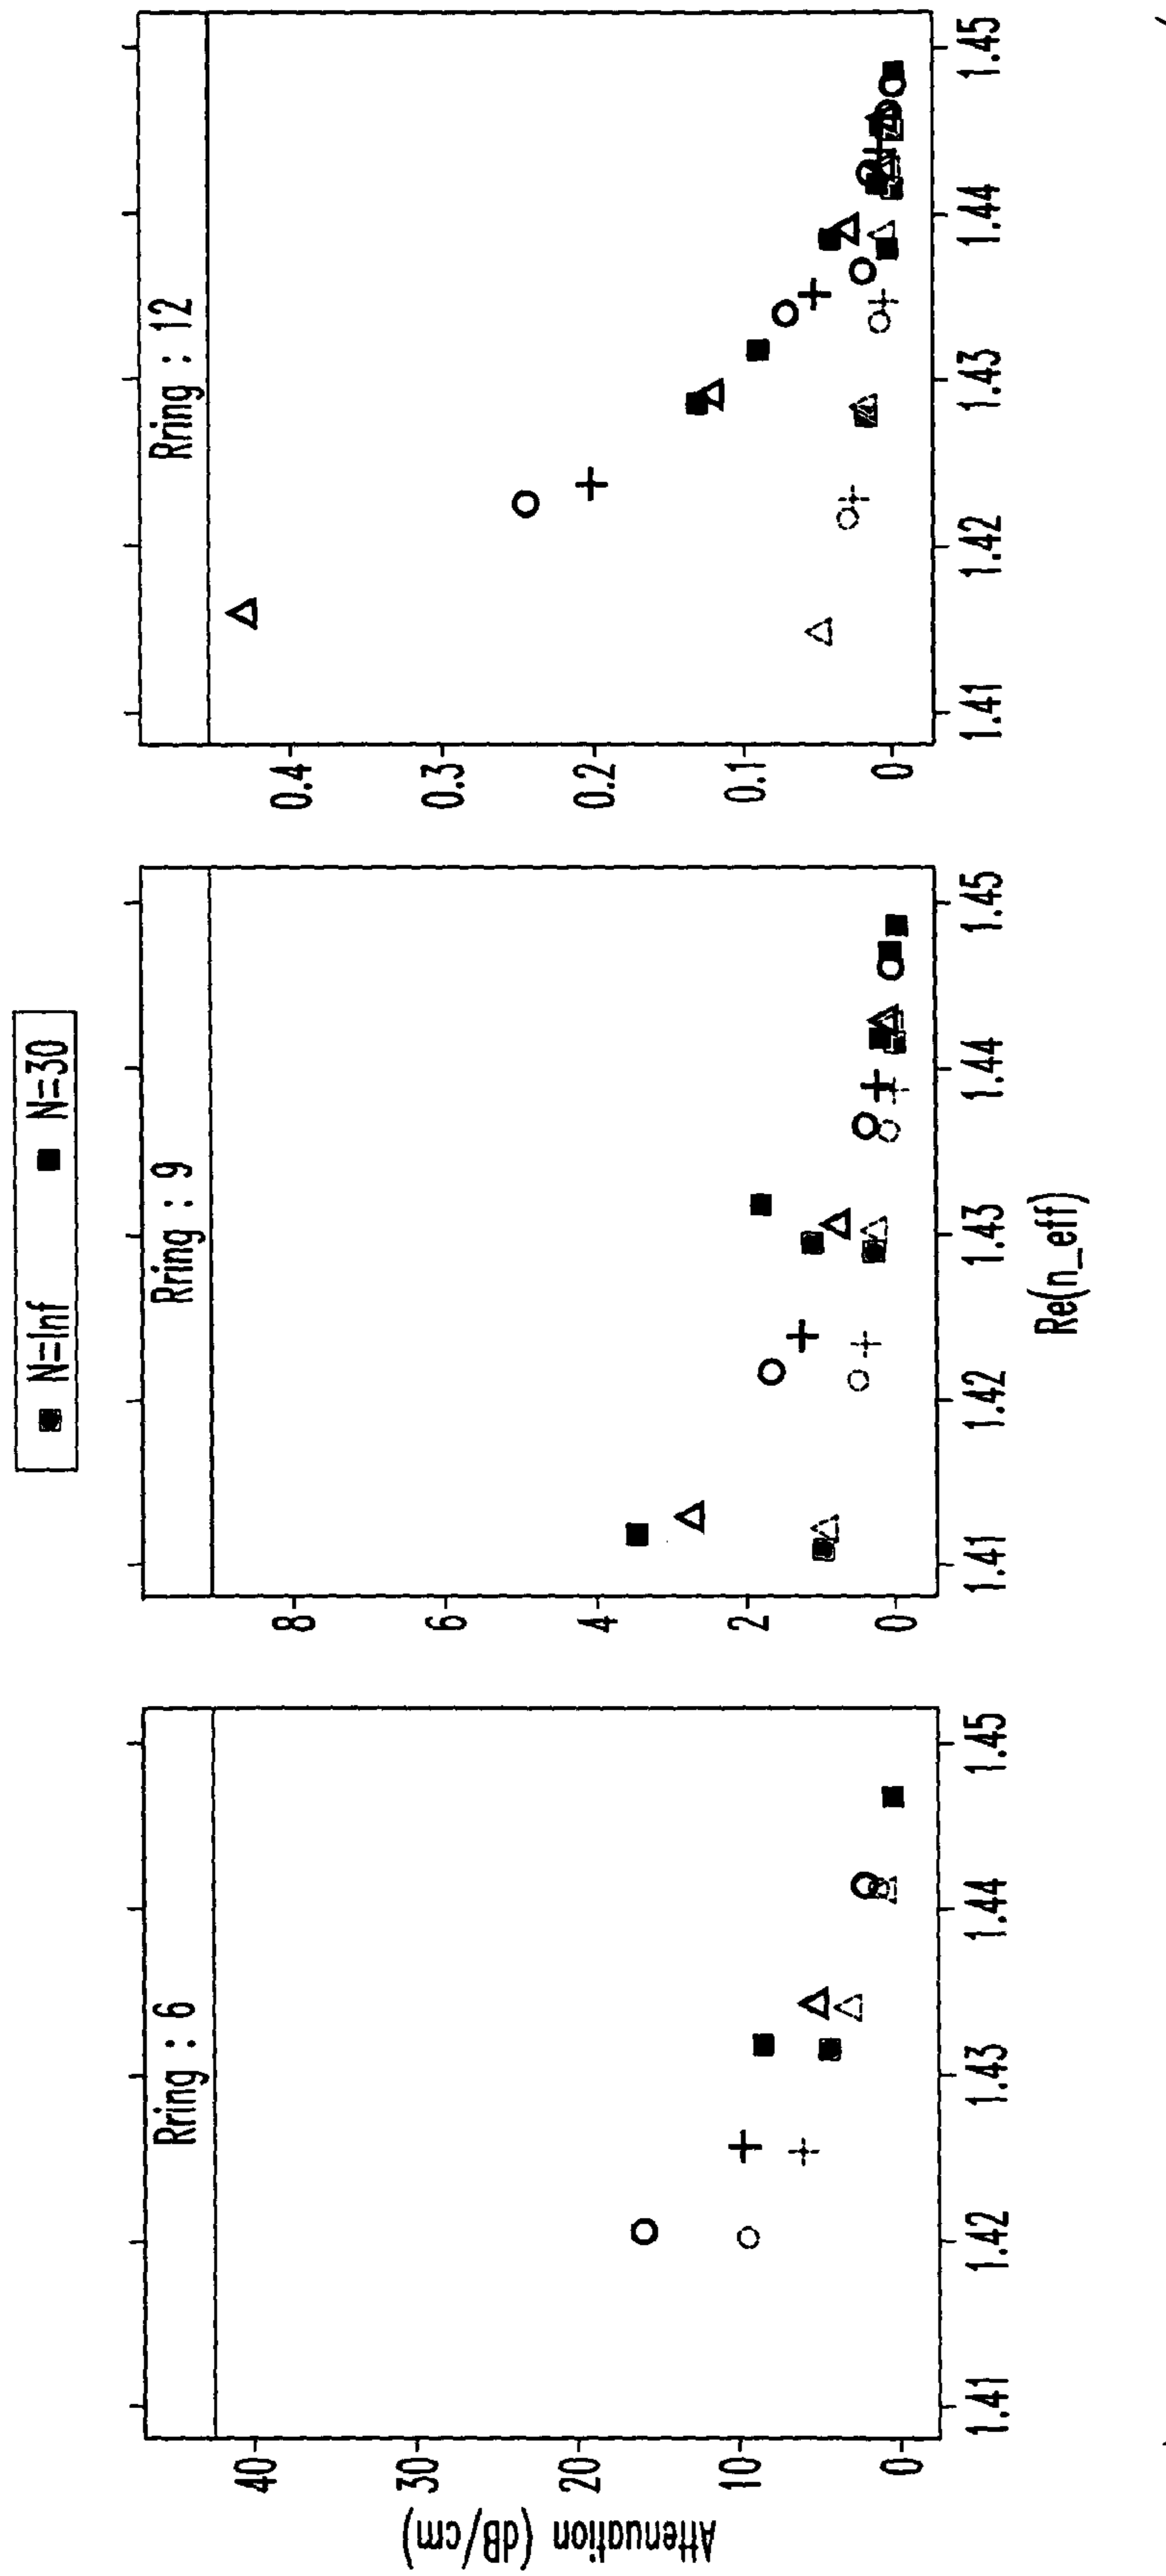 N=Inf N=30
Rring : 6
Rring : 9
Rring : 12
Attenuation (dB/cm)
40
30
20
10
0
8
6
4
2
0
0.4
0.3
0.2
0.1
0
1.41 1.42 1.43 1.44 1.45
1.41 1.42 1.43 1.44 1.45
1.41 1.42 1.43 1.44 1.45
Re(n_eff)